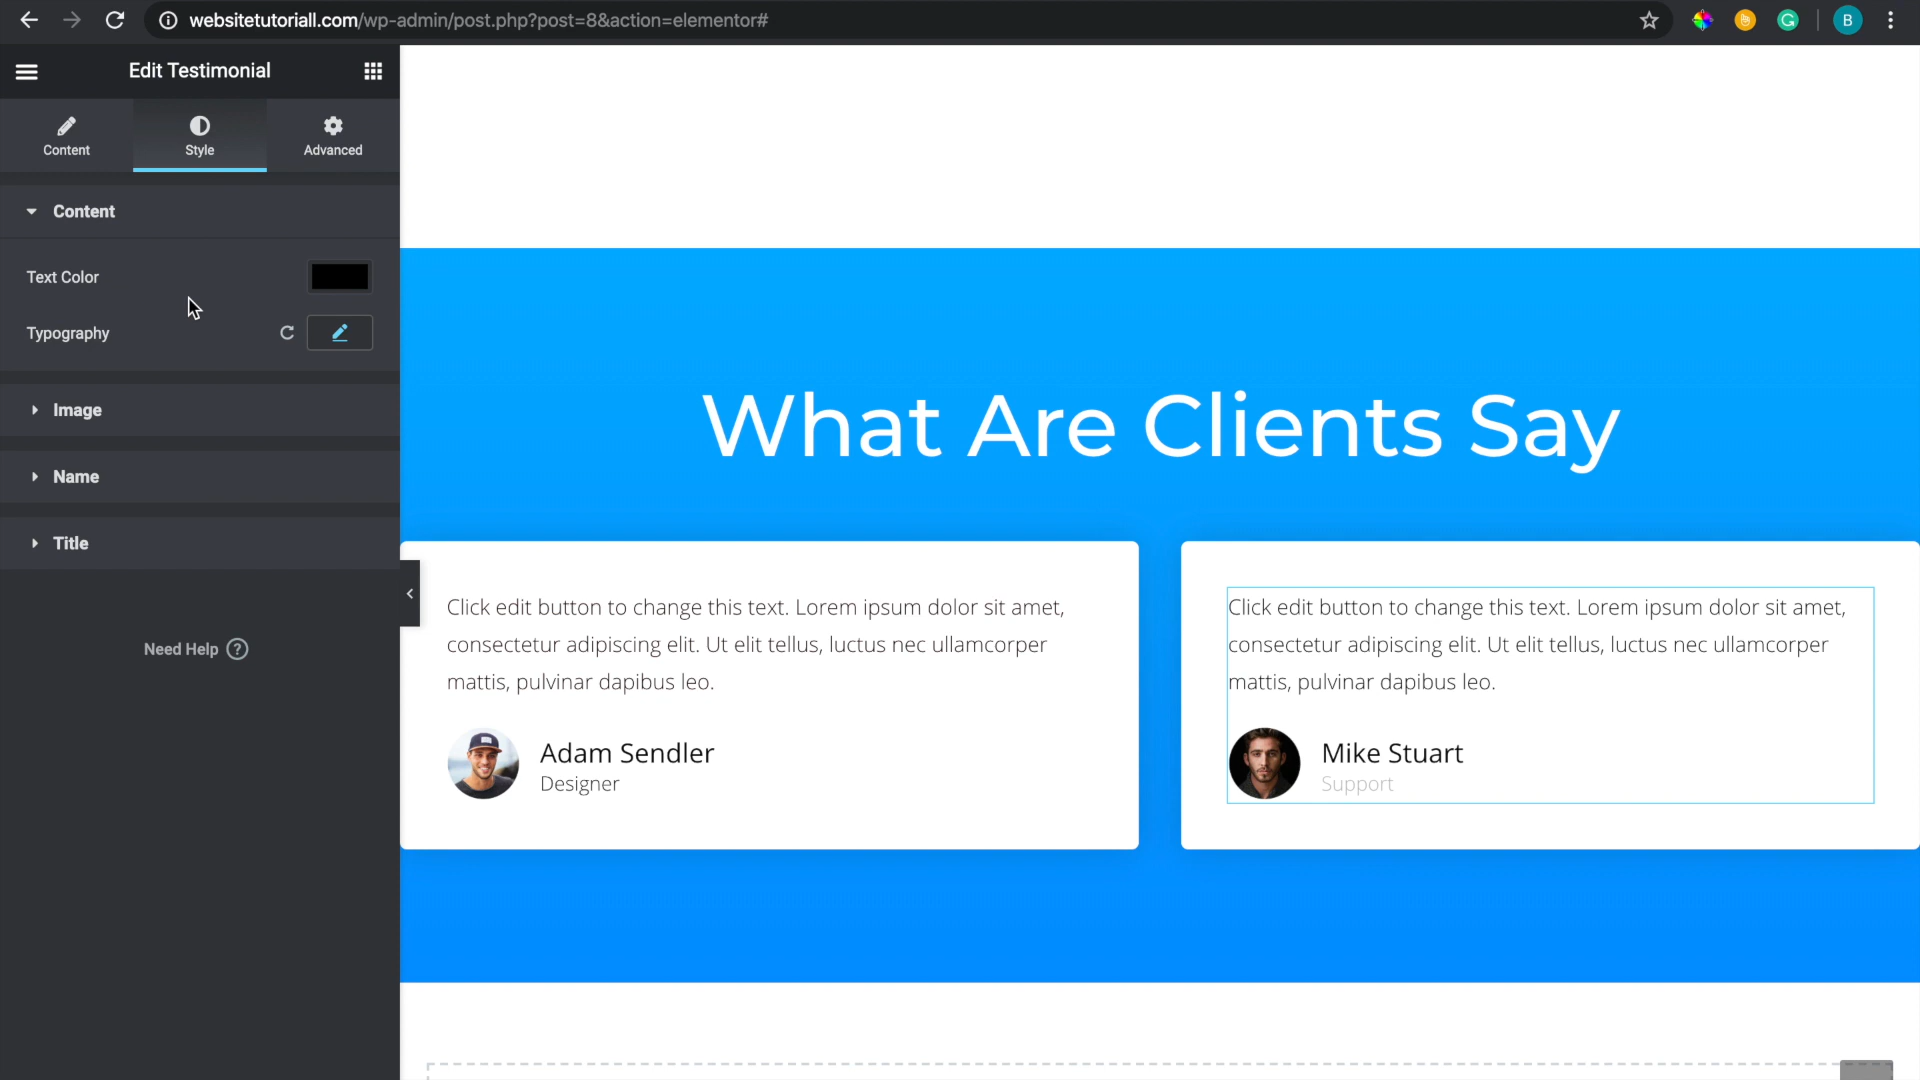 websitetutoriall.com/wp-admin/post.php?post=8&action=elementor#
B
Edit Testimonial
Content
Style
Advanced
Content
Text Color
Typography
Image
Name
Title
Need Help ?
What Are Clients Say
Click edit button to change this text. Lorem ipsum dolor sit amet,
consectetur adipiscing elit. Ut elit tellus, luctus nec ullamcorper
mattis, pulvinar dapibus leo.
Adam Sendler
Designer
Click edit button to change this text. Lorem ipsum dolor sit amet,
consectetur adipiscing elit. Ut elit tellus, luctus nec ullamcorper
mattis, pulvinar dapibus leo.
Mike Stuart
Support